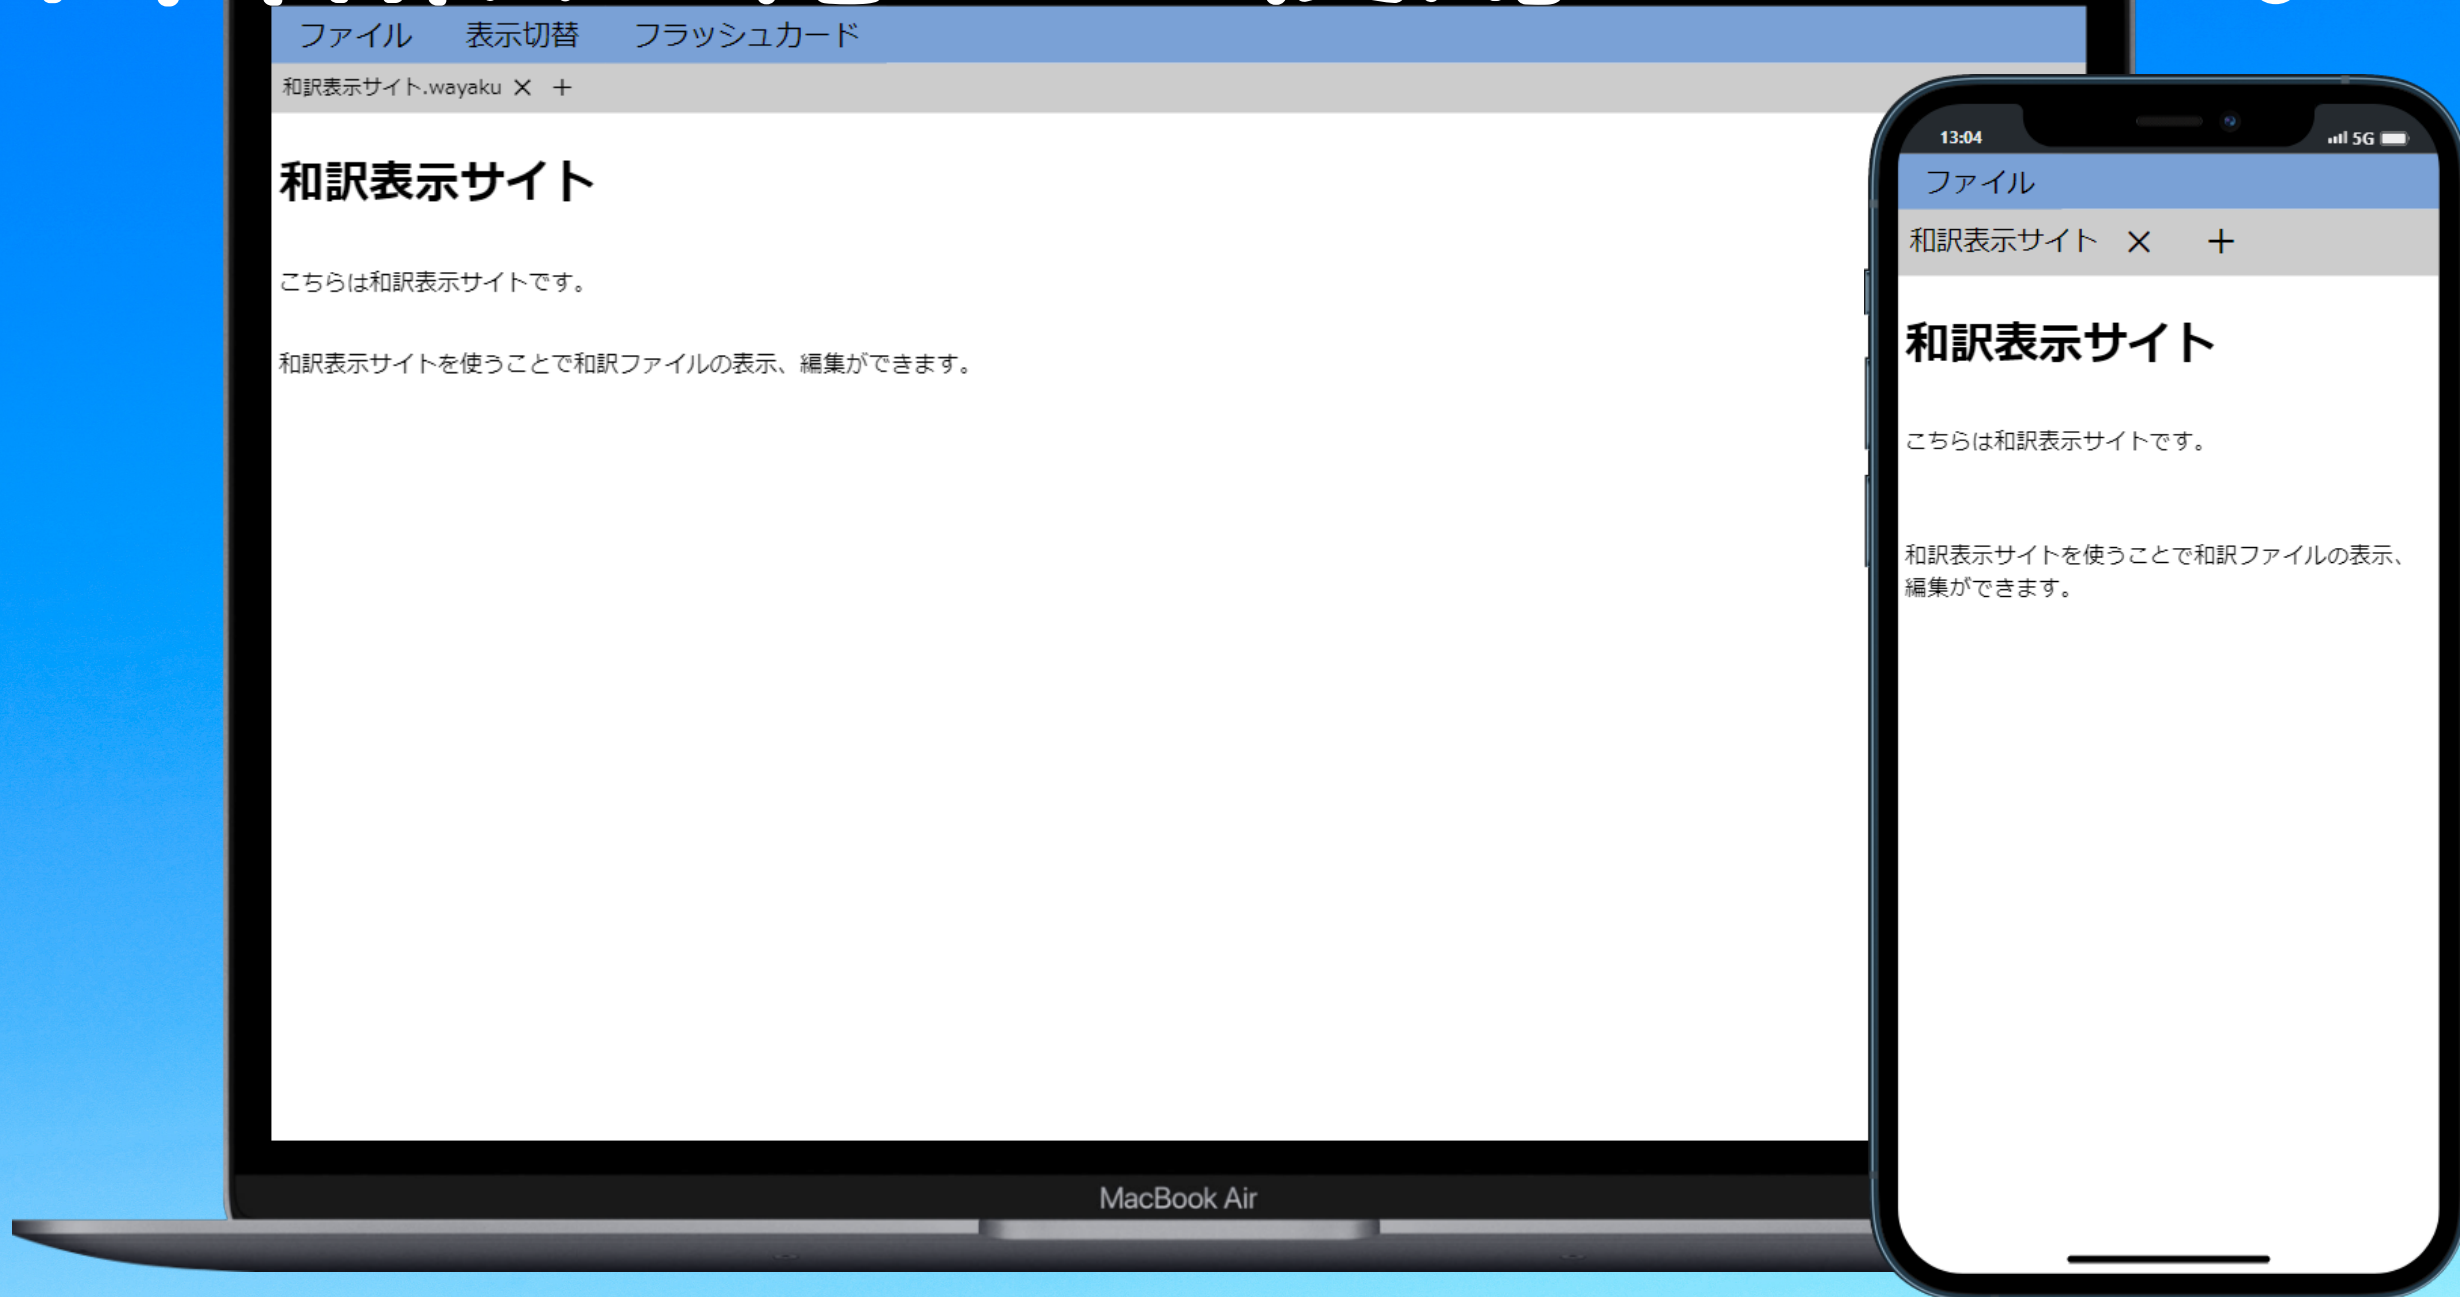 ファイル 表示切替 フラッシュカード
和訳表示サイト.wayaku × +
和訳表示サイト
こちらは和訳表示サイトです。
和訳表示サイトを使うことで和訳ファイルの表示、編集ができます。
MacBook Air
13:04 5G
ファイル
和訳表示サイト × +
和訳表示サイト
こちらは和訳表示サイトです。
和訳表示サイトを使うことで和訳ファイルの表示、
編集ができます。